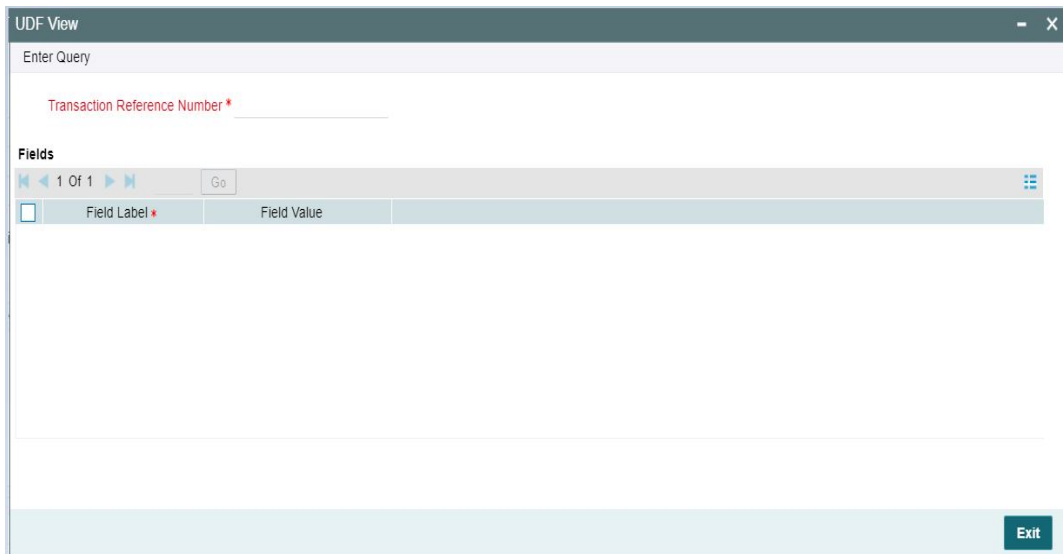 UDF View
Enter Query
Transaction Reference Number *
Fields
1 Of 1 Go
Field Label * Field Value
Exit